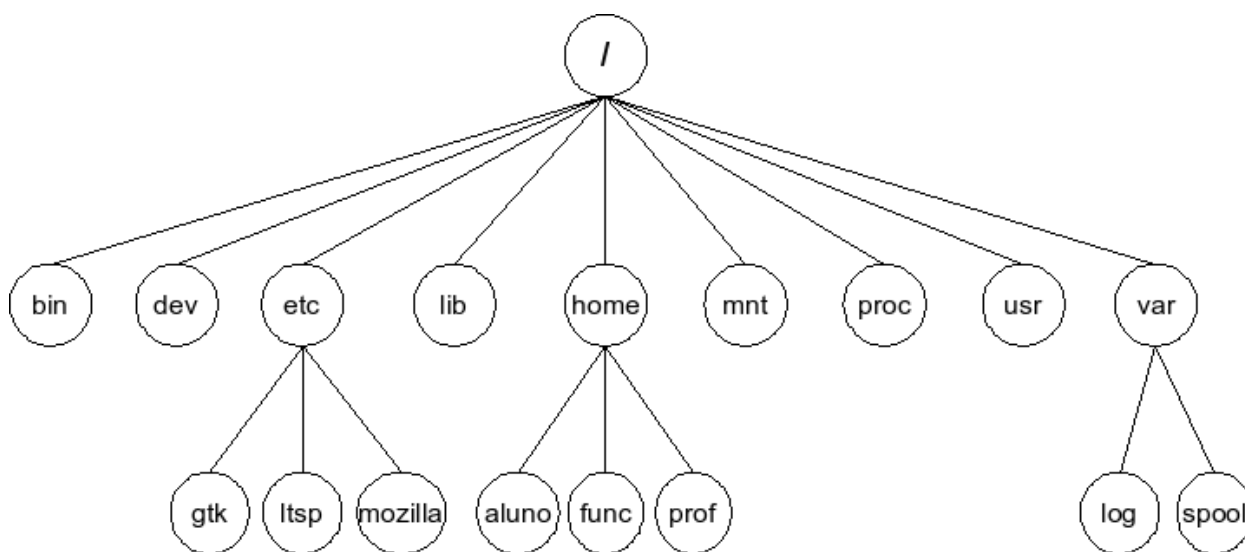 /
bin dev etc lib home mnt proc usr var
gtk ltsp mozilla aluno func prof log spool